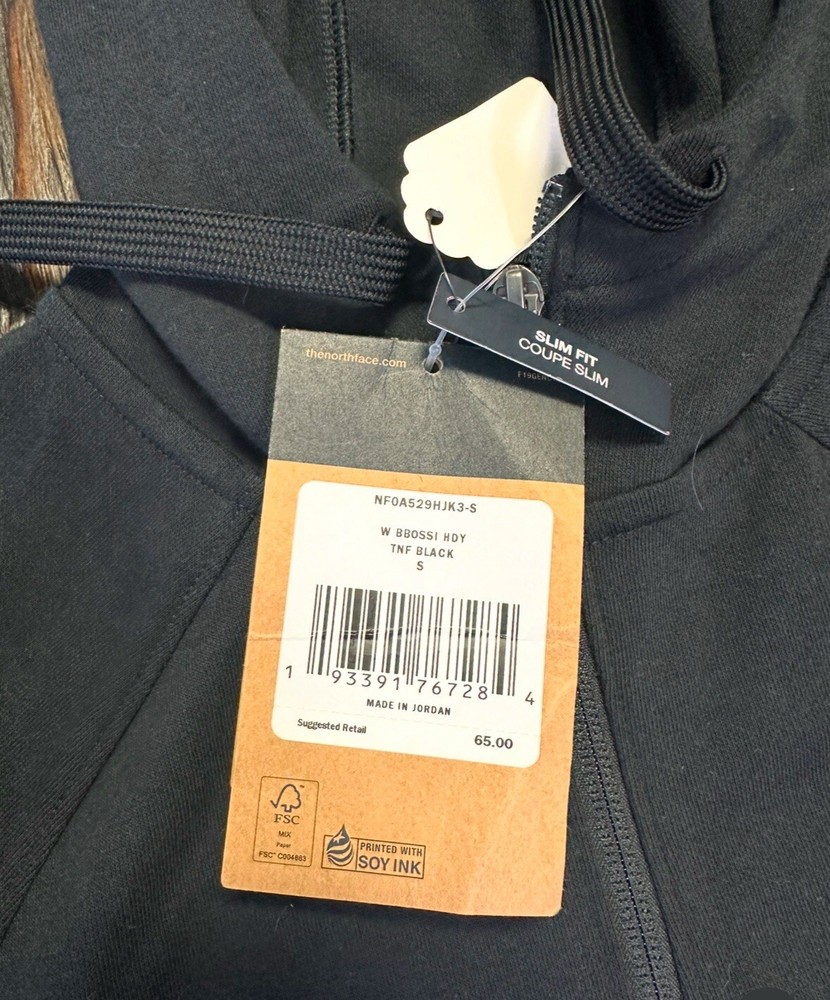 SLIM FIT
COUPE SLIM
thenorthface.com
NF0A529HJK3-S
W BBOSSI HDY
TNF BLACK
S
1 93391 76728 4
MADE IN JORDAN
Suggested Retail
65.00
FSC
MIX
Paper
FSC® C004663
PRINTED WITH
SOY INK